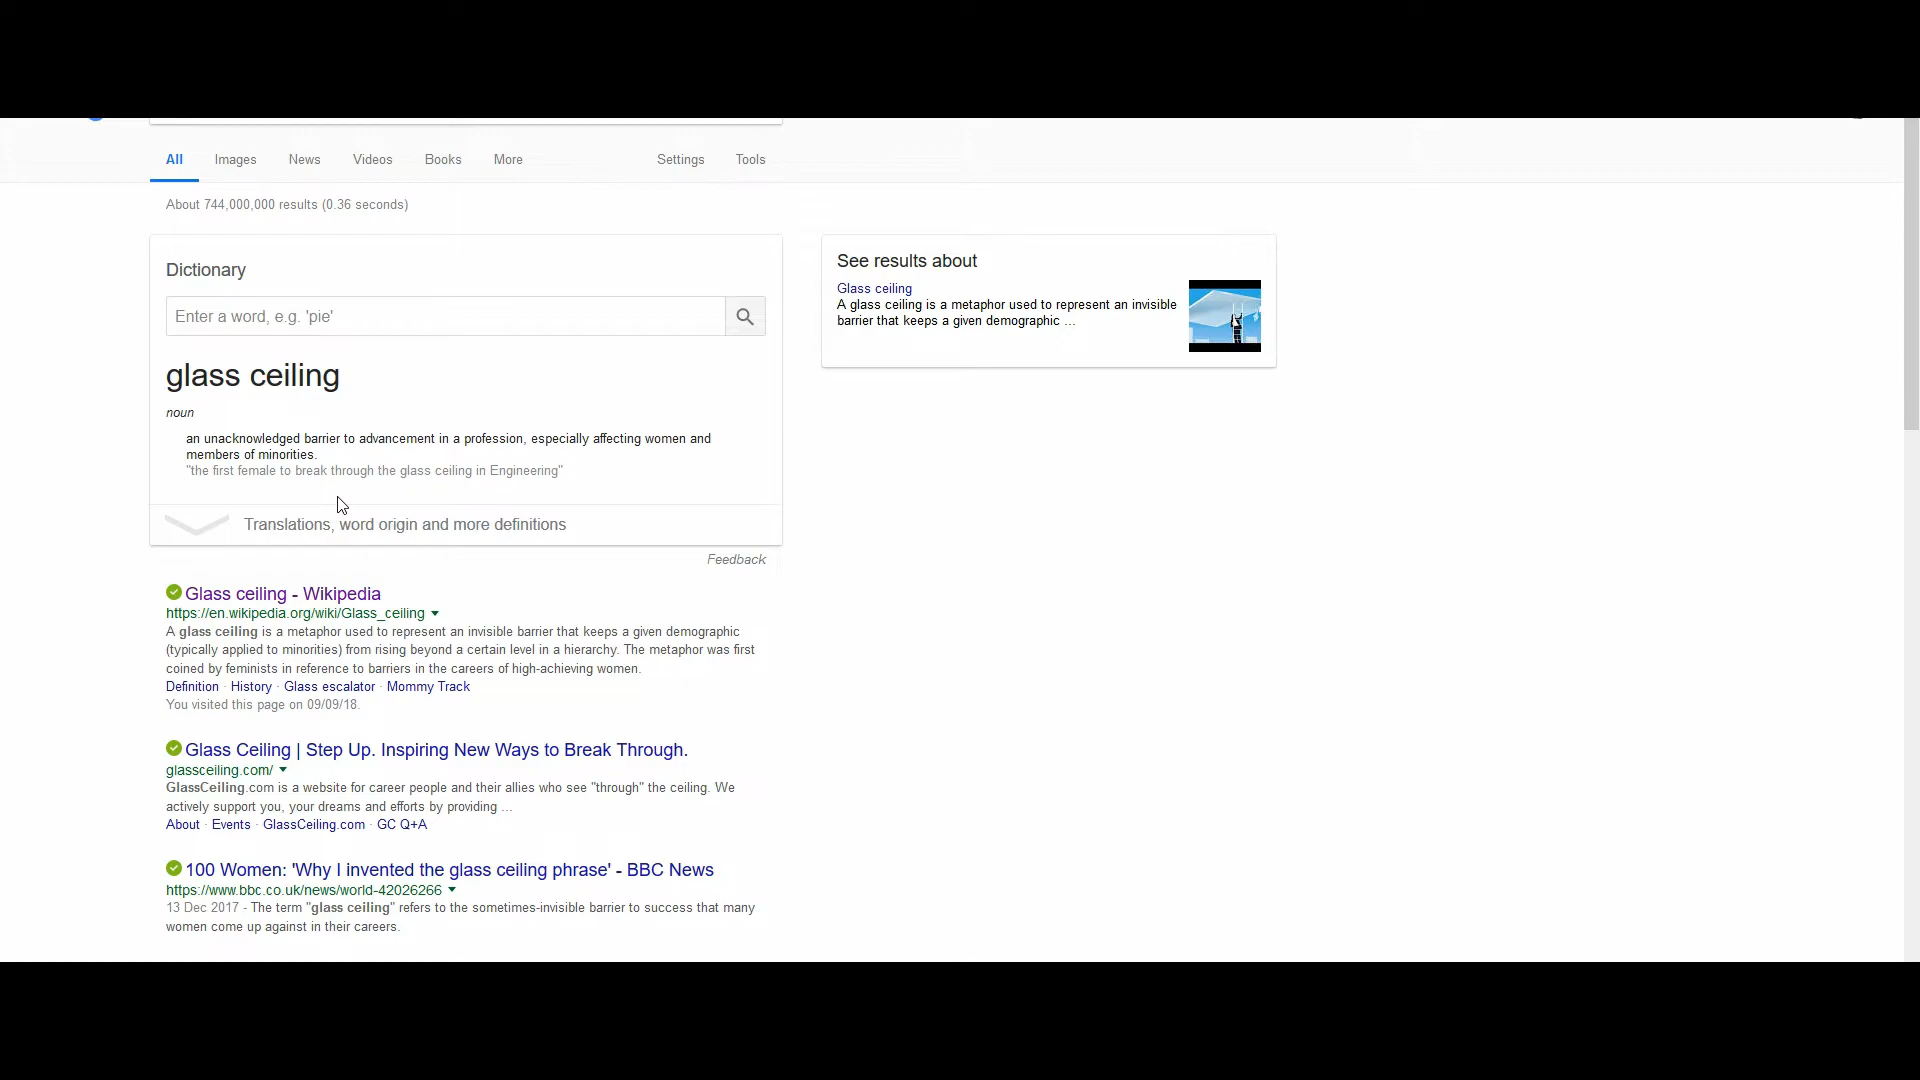 All Images News Videos Books More Settings Tools
About 744,000,000 results (0.36 seconds)
Dictionary
Enter a word, e.g. 'pie'
glass ceiling
noun
an unacknowledged barrier to advancement in a profession, especially affecting women and
members of minorities.
"the first female to break through the glass ceiling in Engineering"
Translations, word origin and more definitions
Feedback
See results about
Glass ceiling
A glass ceiling is a metaphor used to represent an invisible
barrier that keeps a given demographic ...
Glass ceiling - Wikipedia
https://en.wikipedia.org/wiki/Glass_ceiling
A glass ceiling is a metaphor used to represent an invisible barrier that keeps a given demographic
(typically applied to minorities) from rising beyond a certain level in a hierarchy. The metaphor was first
coined by feminists in reference to barriers in the careers of high-achieving women.
Definition · History · Glass escalator · Mommy Track
You visited this page on 09/09/18.
Glass Ceiling | Step Up. Inspiring New Ways to Break Through.
glassceiling.com/
GlassCeiling.com is a website for career people and their allies who see "through" the ceiling. We
actively support you, your dreams and efforts by providing ...
About · Events · GlassCeiling.com · GC Q+A
100 Women: 'Why I invented the glass ceiling phrase' - BBC News
https://www.bbc.co.uk/news/world-42026266
13 Dec 2017 - The term "glass ceiling" refers to the sometimes-invisible barrier to success that many
women come up against in their careers.